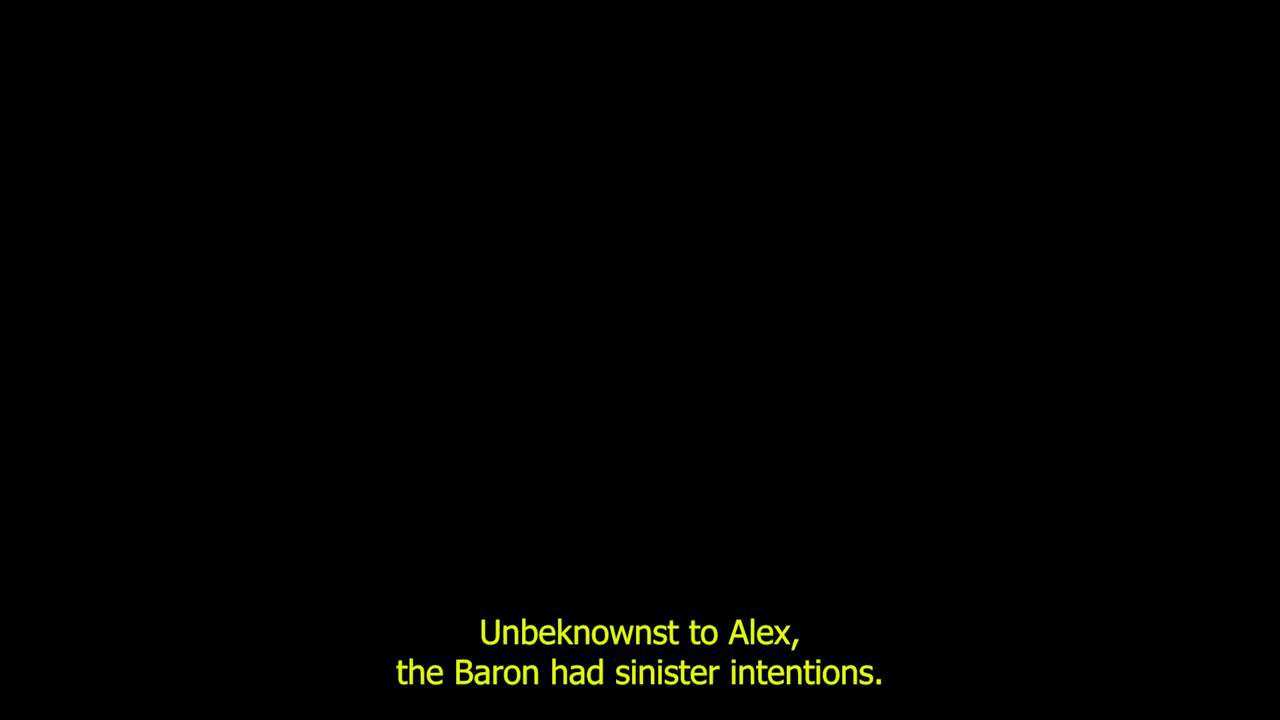 Unbeknownst to Alex,
the Baron had sinister intentions.